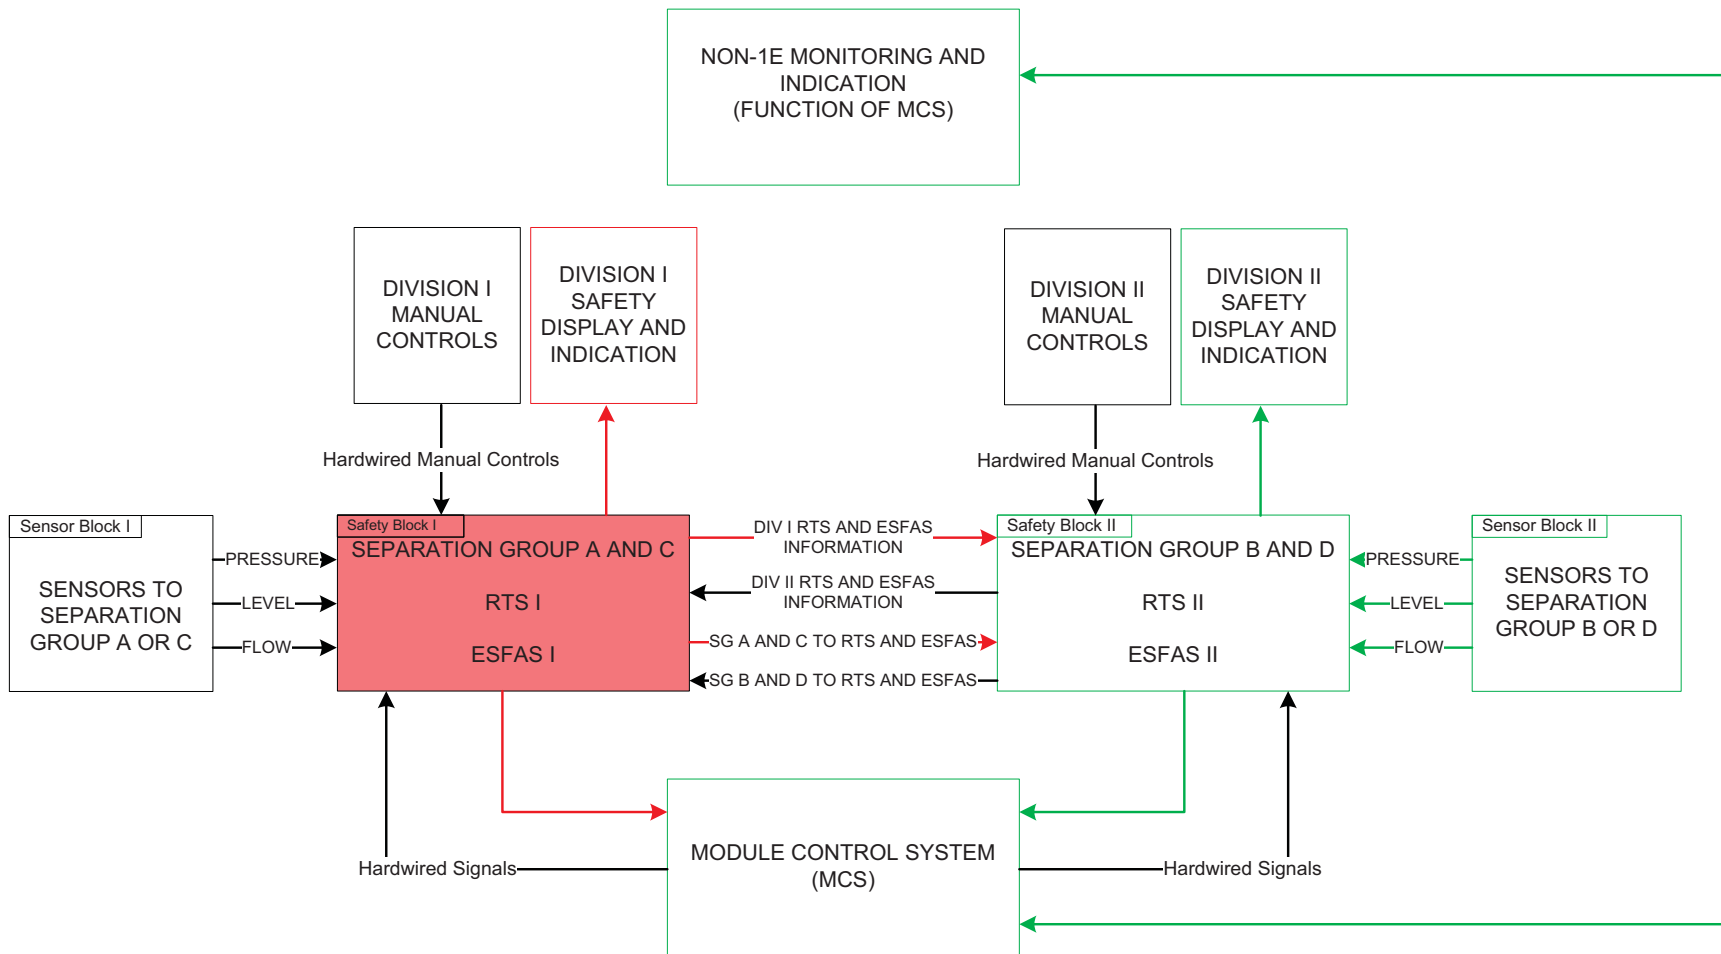 NON-1E MONITORING AND
INDICATION
(FUNCTION OF MCS)
DIVISION I
MANUAL
CONTROLS
DIVISION I
SAFETY
DISPLAY AND
INDICATION
DIVISION II
MANUAL
CONTROLS
DIVISION II
SAFETY
DISPLAY AND
INDICATION
Hardwired Manual Controls
Hardwired Manual Controls
Sensor Block I
SENSORS TO
SEPARATION
GROUP A OR C
PRESSURE
LEVEL
FLOW
Safety Block I
SEPARATION GROUP A AND C
RTS I
ESFAS I
DIV I RTS AND ESFAS
INFORMATION
DIV II RTS AND ESFAS
INFORMATION
SG A AND C TO RTS AND ESFAS
SG B AND D TO RTS AND ESFAS
Safety Block II
SEPARATION GROUP B AND D
RTS II
ESFAS II
PRESSURE
LEVEL
FLOW
Sensor Block II
SENSORS TO
SEPARATION
GROUP B OR D
Hardwired Signals
MODULE CONTROL SYSTEM
(MCS)
Hardwired Signals